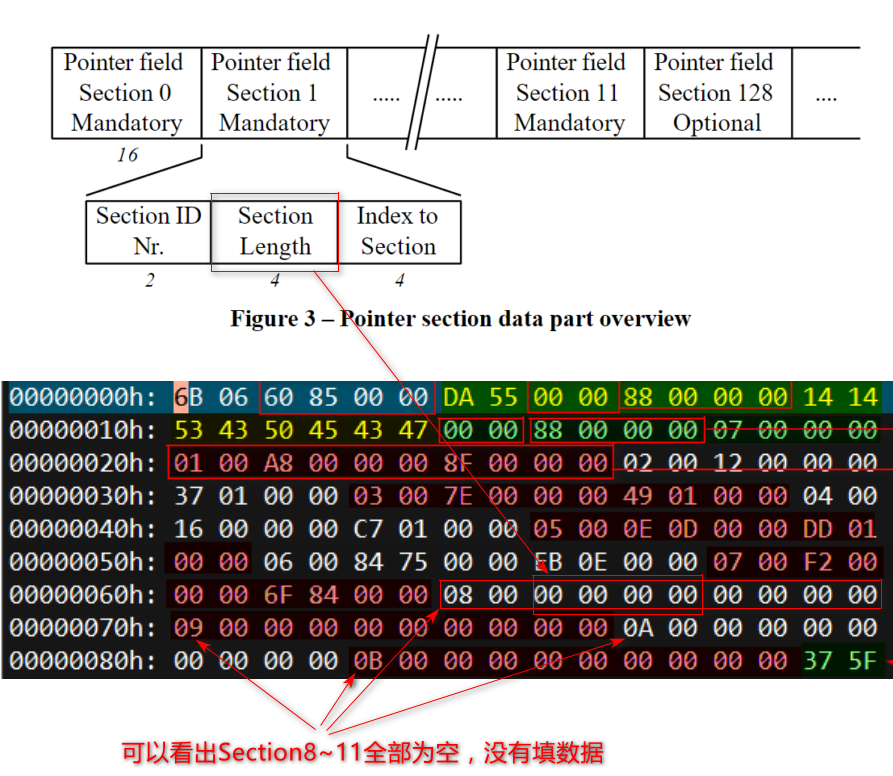 Pointer field Section 0 Mandatory
Pointer field Section 1 Mandatory
.....
.....
Pointer field Section 11 Mandatory
Pointer field Section 128 Optional
....
16
Section ID Nr.
Section Length
Index to Section
2
4
4
Figure 3 – Pointer section data part overview
00000000h: 6B 06 60 85 00 00 DA 55 00 00 88 00 00 00 14 14
00000010h: 53 43 50 45 43 47 00 00 88 00 00 00 07 00 00 00
00000020h: 01 00 A8 00 00 00 8F 00 00 00 02 00 12 00 00 00
00000030h: 37 01 00 00 03 00 7E 00 00 00 49 01 00 00 04 00
00000040h: 16 00 00 00 C7 01 00 00 05 00 0E 0D 00 00 DD 01
00000050h: 00 00 06 00 84 75 00 00 EB 0E 00 00 07 00 F2 00
00000060h: 00 00 6F 84 00 00 08 00 00 00 00 00 00 00 00 00
00000070h: 09 00 00 00 00 00 00 00 00 00 0A 00 00 00 00 00
00000080h: 00 00 00 00 0B 00 00 00 00 00 00 00 00 00 37 5F
可以看出Section8~11全部为空，没有填数据